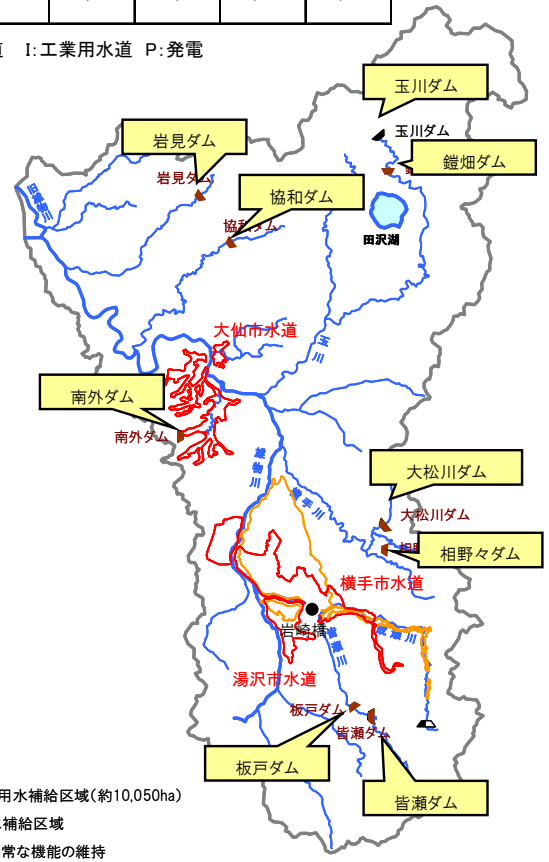 道 I:工業用水道 P:発電
玉川ダム
玉川ダム
岩見ダム
岩見ダム
鎧畑ダム
協和ダム
協和ダム
田沢湖
大仙市水道
玉川
南外ダム
南外ダム
雄物川
横手川
大松川ダム
大松川ダム
相野々ダム
横手市水道
岩崎橋
皆瀬川
成瀬川
湯沢市水道
板戸ダム
皆瀬ダム
板戸ダム
皆瀬ダム
用水補給区域(約10,050ha)
補給区域
常な機能の維持